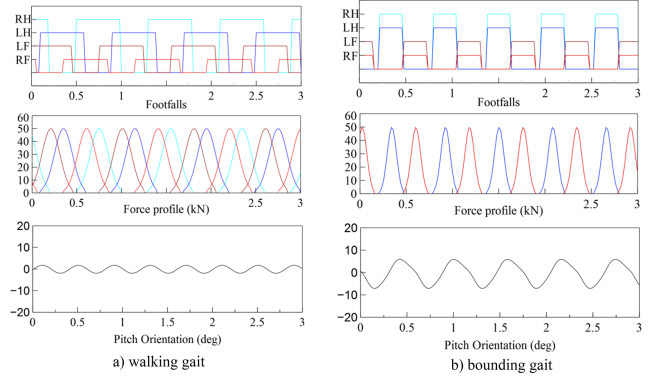 RH
LH
LF
RF
0 0.5 1 1.5 2 2.5 3
Footfalls
60
50
40
30
20
10
0
0 0.5 1 1.5 2 2.5 3
Force profile (kN)
20
10
0
−10
−20
0 0.5 1 1.5 2 2.5 3
Pitch Orientation (deg)
a) walking gait
RH
LH
LF
RF
0 0.5 1 1.5 2 2.5 3
Footfalls
60
50
40
30
20
10
0
0 0.5 1 1.5 2 2.5 3
Force profile (kN)
20
10
0
−10
−20
0 0.5 1 1.5 2 2.5 3
Pitch Orientation (deg)
b) bounding gait